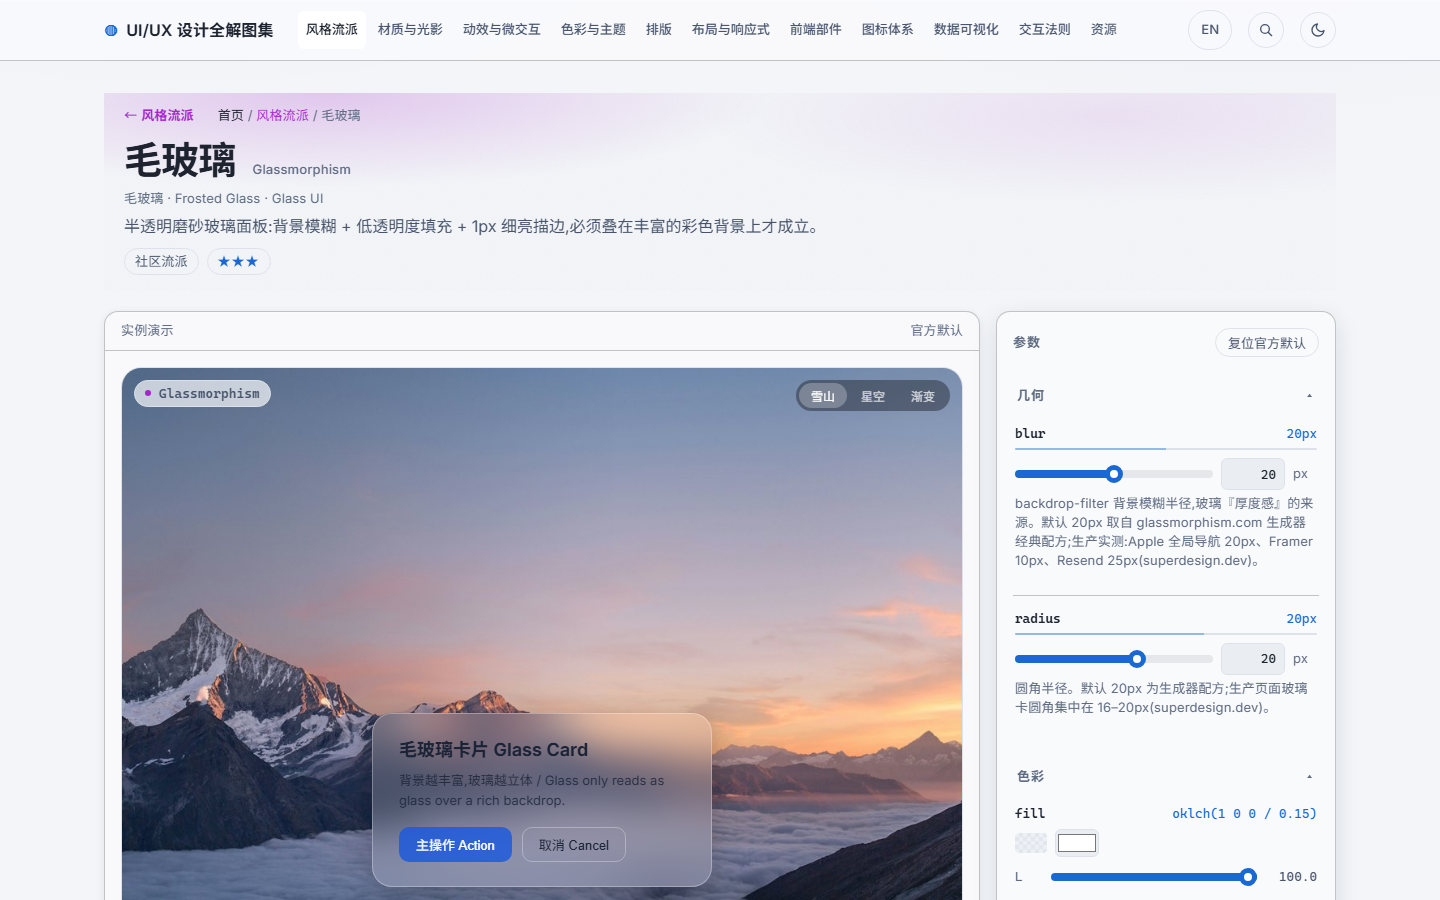 UI/UX 设计全解图集
风格流派 材质与光影 动效与微交互 色彩与主题 排版 布局与响应式 前端部件 图标体系 数据可视化 交互法则 资源
EN
← 风格流派 首页 / 风格流派 / 毛玻璃
毛玻璃 Glassmorphism
毛玻璃 · Frosted Glass · Glass UI
半透明磨砂玻璃面板:背景模糊 + 低透明度填充 + 1px 细亮描边,必须叠在丰富的彩色背景上才成立。
社区流派 ★★★
实例演示 官方默认
Glassmorphism
雪山 星空 渐变
毛玻璃卡片 Glass Card
背景越丰富,玻璃越立体 / Glass only reads as
glass over a rich backdrop.
主操作 Action 取消 Cancel
参数 复位官方默认
几何
blur 20px
20 px
backdrop-filter 背景模糊半径,玻璃『厚度感』的来
源。默认 20px 取自 glassmorphism.com 生成器
经典配方;生产实测:Apple 全局导航 20px、Framer
10px、Resend 25px(superdesign.dev)。
radius 20px
20 px
圆角半径。默认 20px 为生成器配方;生产页面玻璃
卡圆角集中在 16–20px(superdesign.dev)。
色彩
fill oklch(1 0 0 / 0.15)
L 100.0